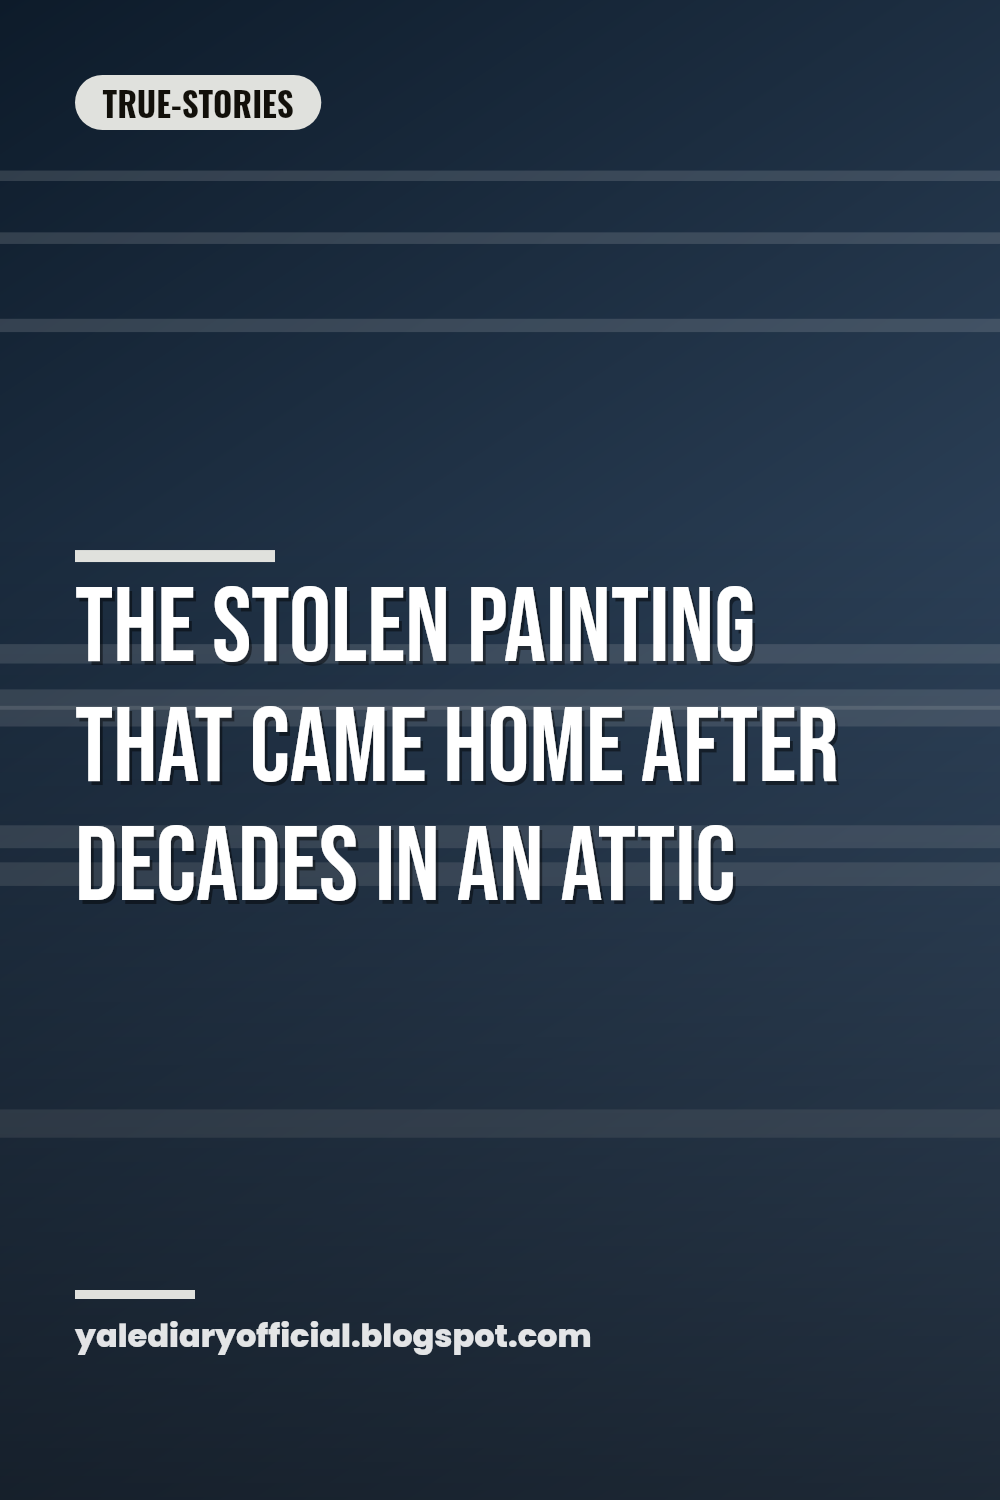 TRUE-STORIES
THE STOLEN PAINTING
THAT CAME HOME AFTER
DECADES IN AN ATTIC
yalediaryofficial.blogspot.com